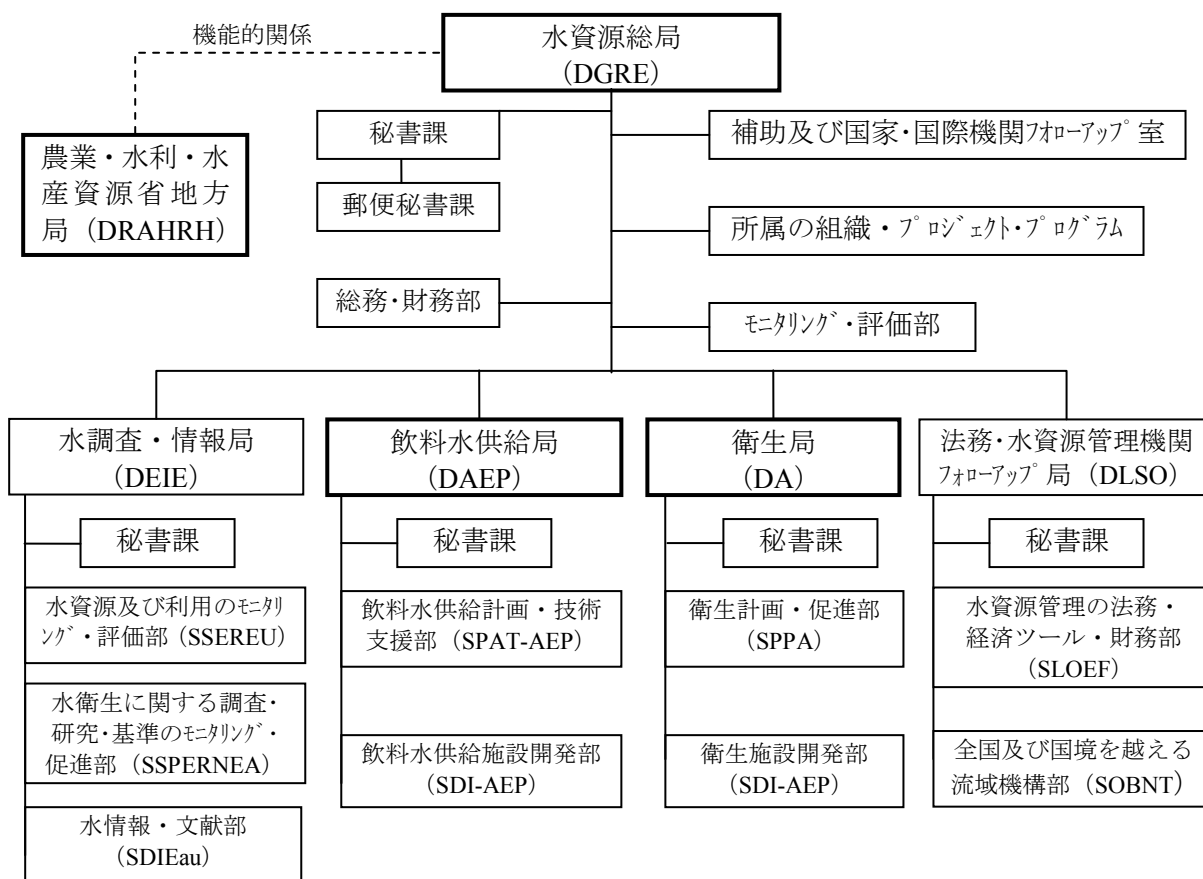 機能的関係
水資源総局
(DGRE)
秘書課
補助及び国家・国際機関フォローアップ室
農業・水利・水
産資源省地方
局（DRAHRH）
郵便秘書課
所属の組織・プロジェクト・プログラム
総務・財務部
モニタリング・評価部
水調査・情報局
（DEIE）
飲料水供給局
（DAEP）
衛生局
（DA）
法務・水資源管理機関
フォローアップ局（DLSO）
秘書課
秘書課
秘書課
秘書課
水資源及び利用のモニタリ
ング・評価部（SSEREU）
飲料水供給計画・技術
支援部（SPAT-AEP）
衛生計画・促進部
（SPPA）
水資源管理の法務・
経済ツール・財務部
（SLOEF）
水衛生に関する調査・
研究・基準のモニタリング・
促進部（SSPERNEA）
飲料水供給施設開発部
（SDI-AEP）
衛生施設開発部
（SDI-AEP）
全国及び国境を越える
流域機構部（SOBNT）
水情報・文献部
（SDIEau）